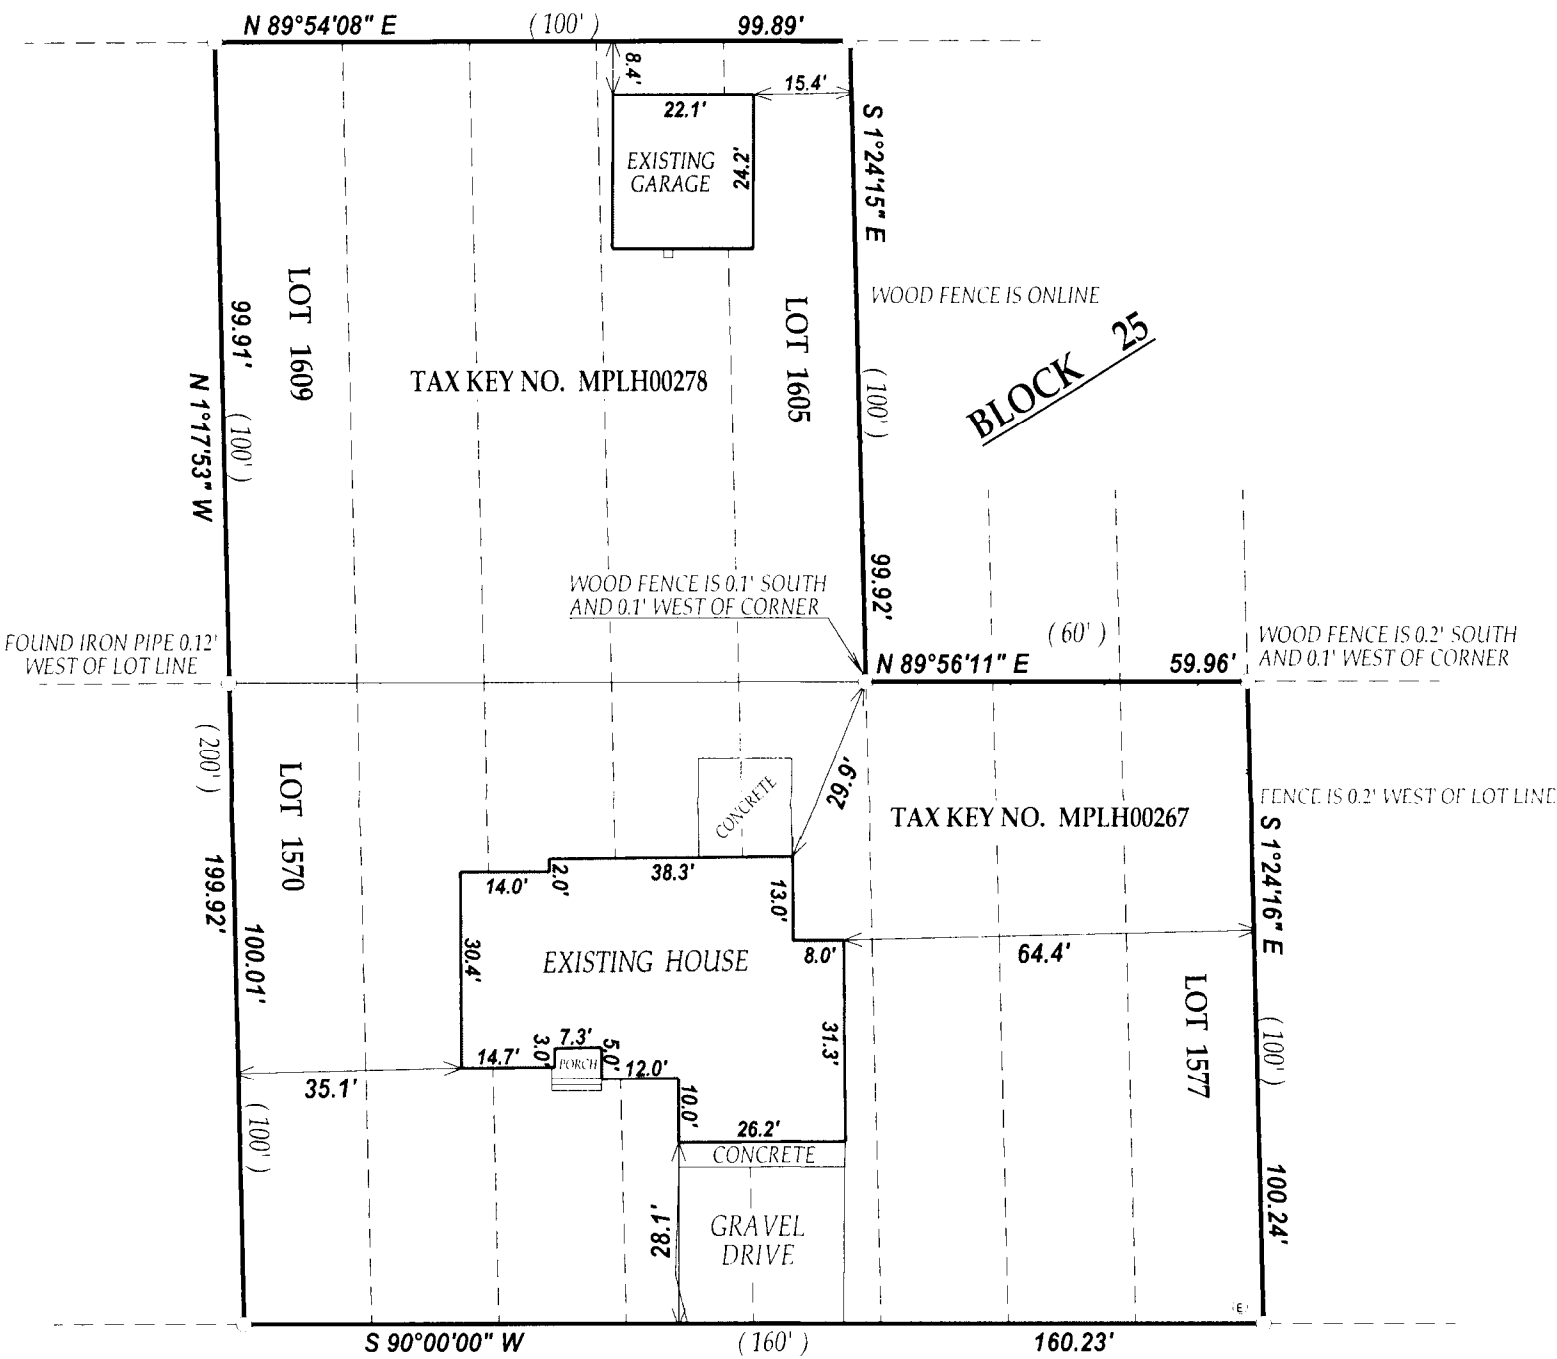 N 89°54'08" E (100') 99.89'
8.4'
15.4'
22.1'
EXISTING
GARAGE
24.2'
S 1°24'15" E
LOT 1609
LOT 1605
WOOD FENCE IS ONLINE
BLOCK 25
99.91'
(100')
N 1°17'53" W
TAX KEY NO. MPLH00278
(100')
99.92'
WOOD FENCE IS 0.1' SOUTH
AND 0.1' WEST OF CORNER
FOUND IRON PIPE 0.12'
WEST OF LOT LINE
N 89°56'11" E (60') 59.96'
WOOD FENCE IS 0.2' SOUTH
AND 0.1' WEST OF CORNER
(200')
199.92'
LOT 1570
100.01'
(100')
CONCRETE
29.9'
TAX KEY NO. MPLH00267
FENCE IS 0.2' WEST OF LOT LINE
S 1°24'16" E
14.0'
2.0'
38.3'
13.0'
8.0'
64.4'
30.4'
EXISTING HOUSE
31.3'
LOT 1577
(100')
100.24'
35.1'
14.7'
3.0'
7.3'
PORCH
5.0'
12.0'
10.0'
26.2'
CONCRETE
28.1'
GRAVEL
DRIVE
(E)
S 90°00'00" W (160') 160.23'